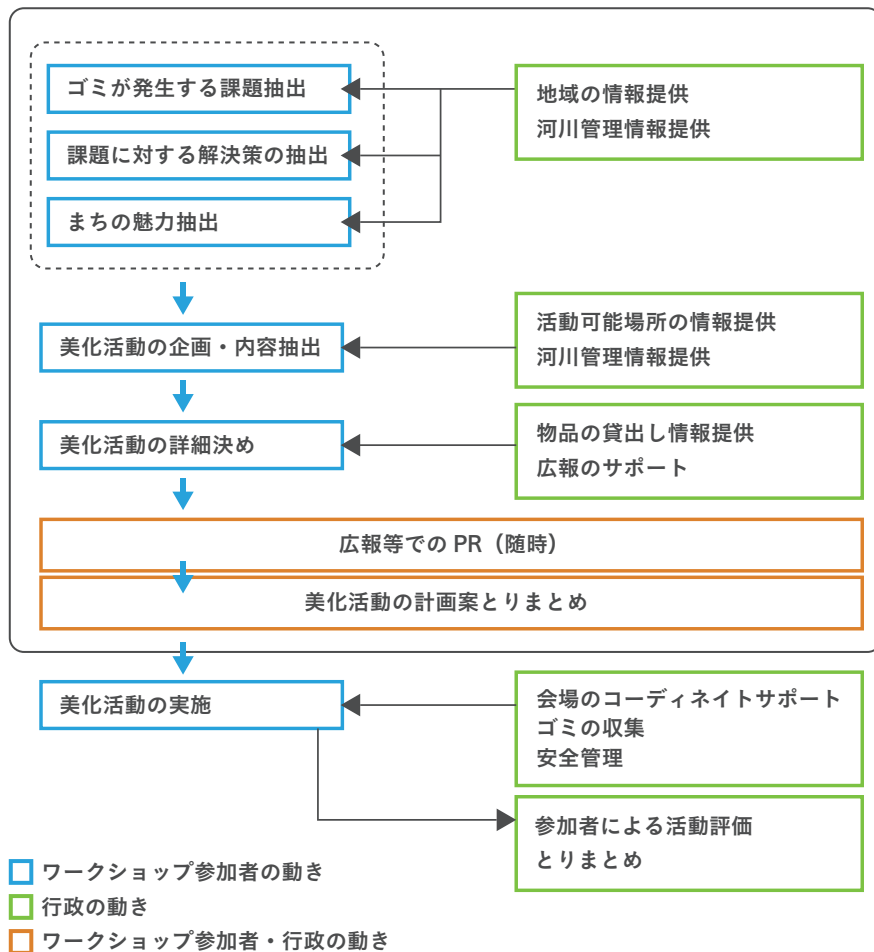 ゴミが発生する課題抽出
課題に対する解決策の抽出
まちの魅力抽出
地域の情報提供
河川管理情報提供
美化活動の企画・内容抽出
活動可能場所の情報提供
河川管理情報提供
美化活動の詳細決め
物品の貸出し情報提供
広報のサポート
広報等での PR（随時）
美化活動の計画案とりまとめ
美化活動の実施
会場のコーディネイトサポート
ゴミの収集
安全管理
参加者による活動評価
とりまとめ
ワークショップ参加者の動き
行政の動き
ワークショップ参加者・行政の動き